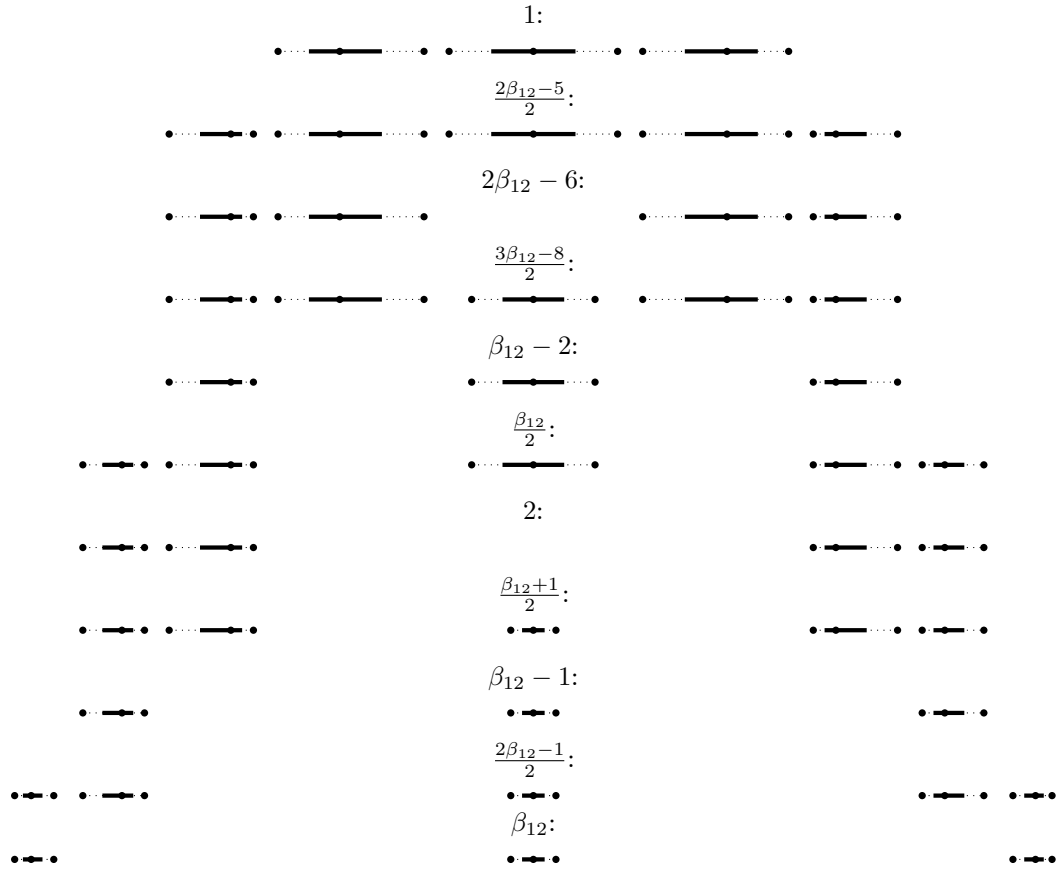 1:
\frac{2\beta_{12}-5}{2}:
2\beta_{12} − 6:
\frac{3\beta_{12}-8}{2}:
\beta_{12} − 2:
\frac{\beta_{12}}{2}:
2:
\frac{\beta_{12}+1}{2}:
\beta_{12} − 1:
\frac{2\beta_{12}-1}{2}:
\beta_{12}: